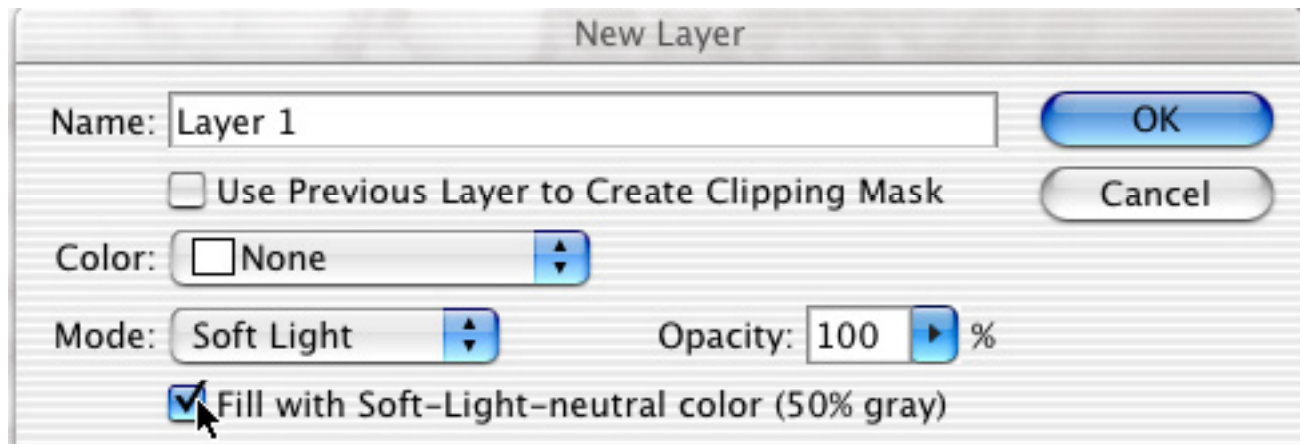 New Layer
Name: Layer 1
OK
Use Previous Layer to Create Clipping Mask
Cancel
Color: None
Mode: Soft Light Opacity: 100 %
Fill with Soft-Light-neutral color (50% gray)